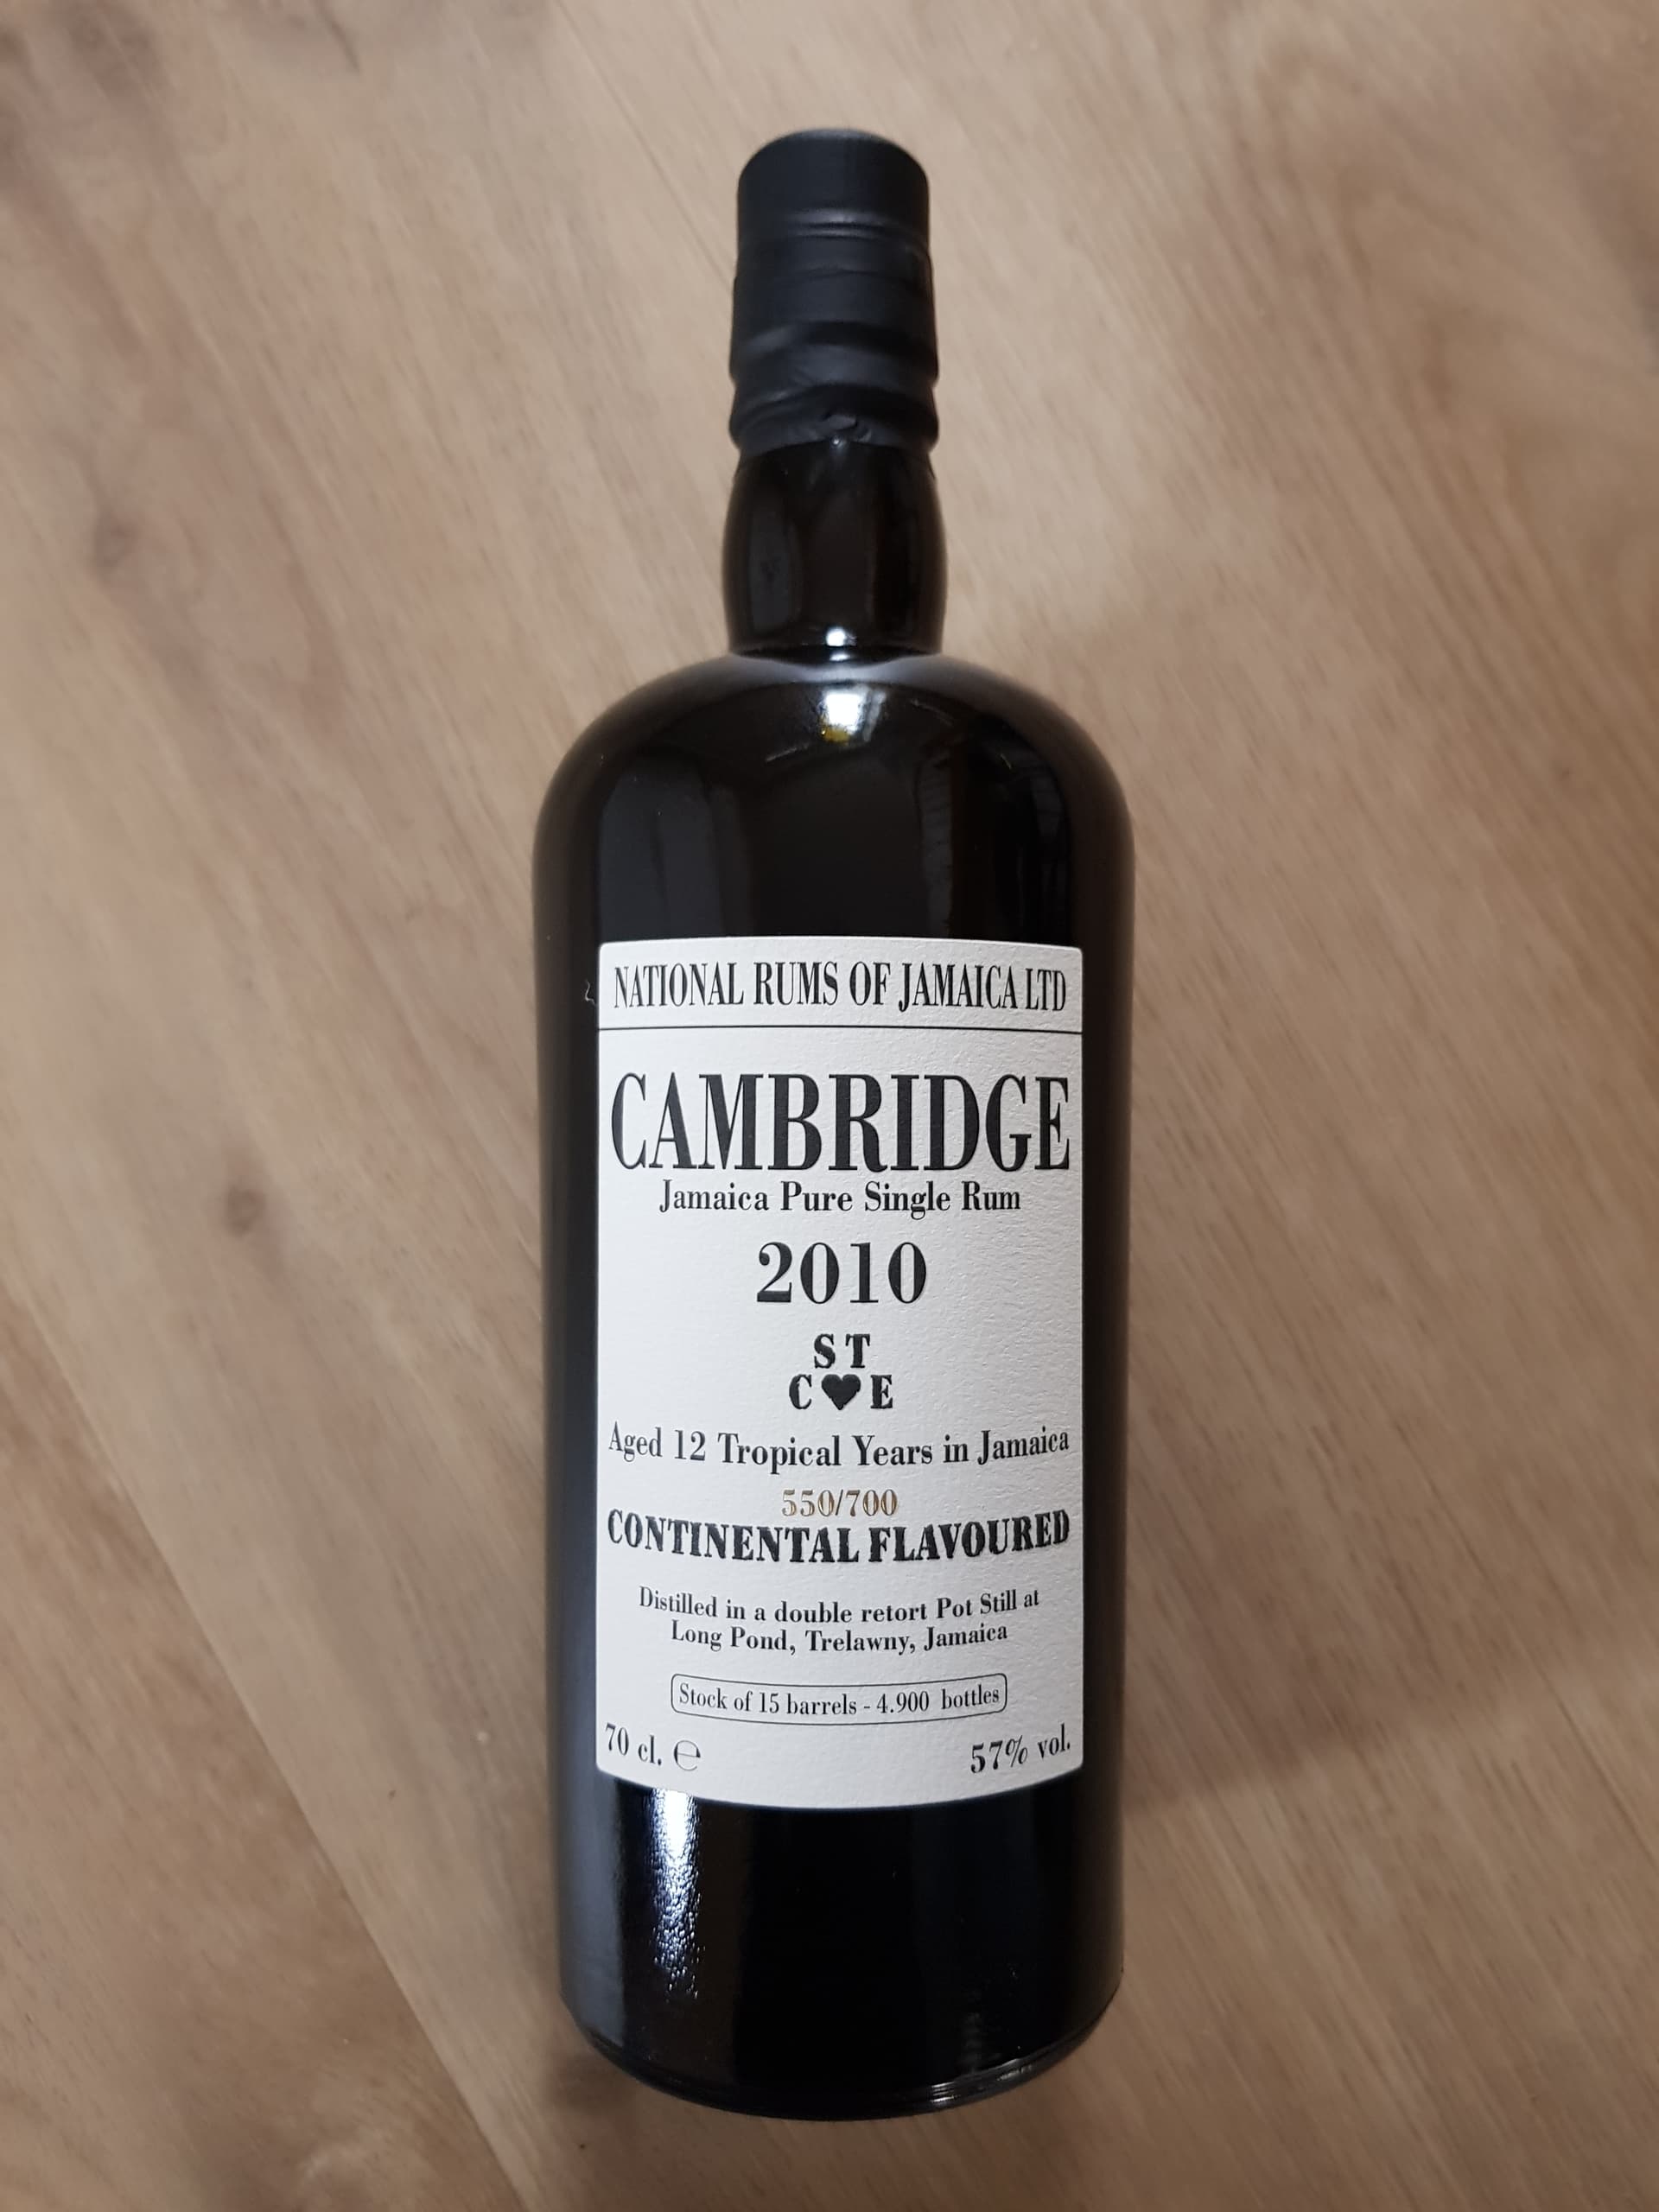 NATIONAL RUMS OF JAMAICA LTD
CAMBRIDGE
Jamaica Pure Single Rum
2010
S T
C♥E
Aged 12 Tropical Years in Jamaica
550/700
CONTINENTAL FLAVOURED
Distilled in a double retort Pot Still at
Long Pond, Trelawny, Jamaica
Stock of 15 barrels - 4.900 bottles
70 cl. ℮ 57% vol.